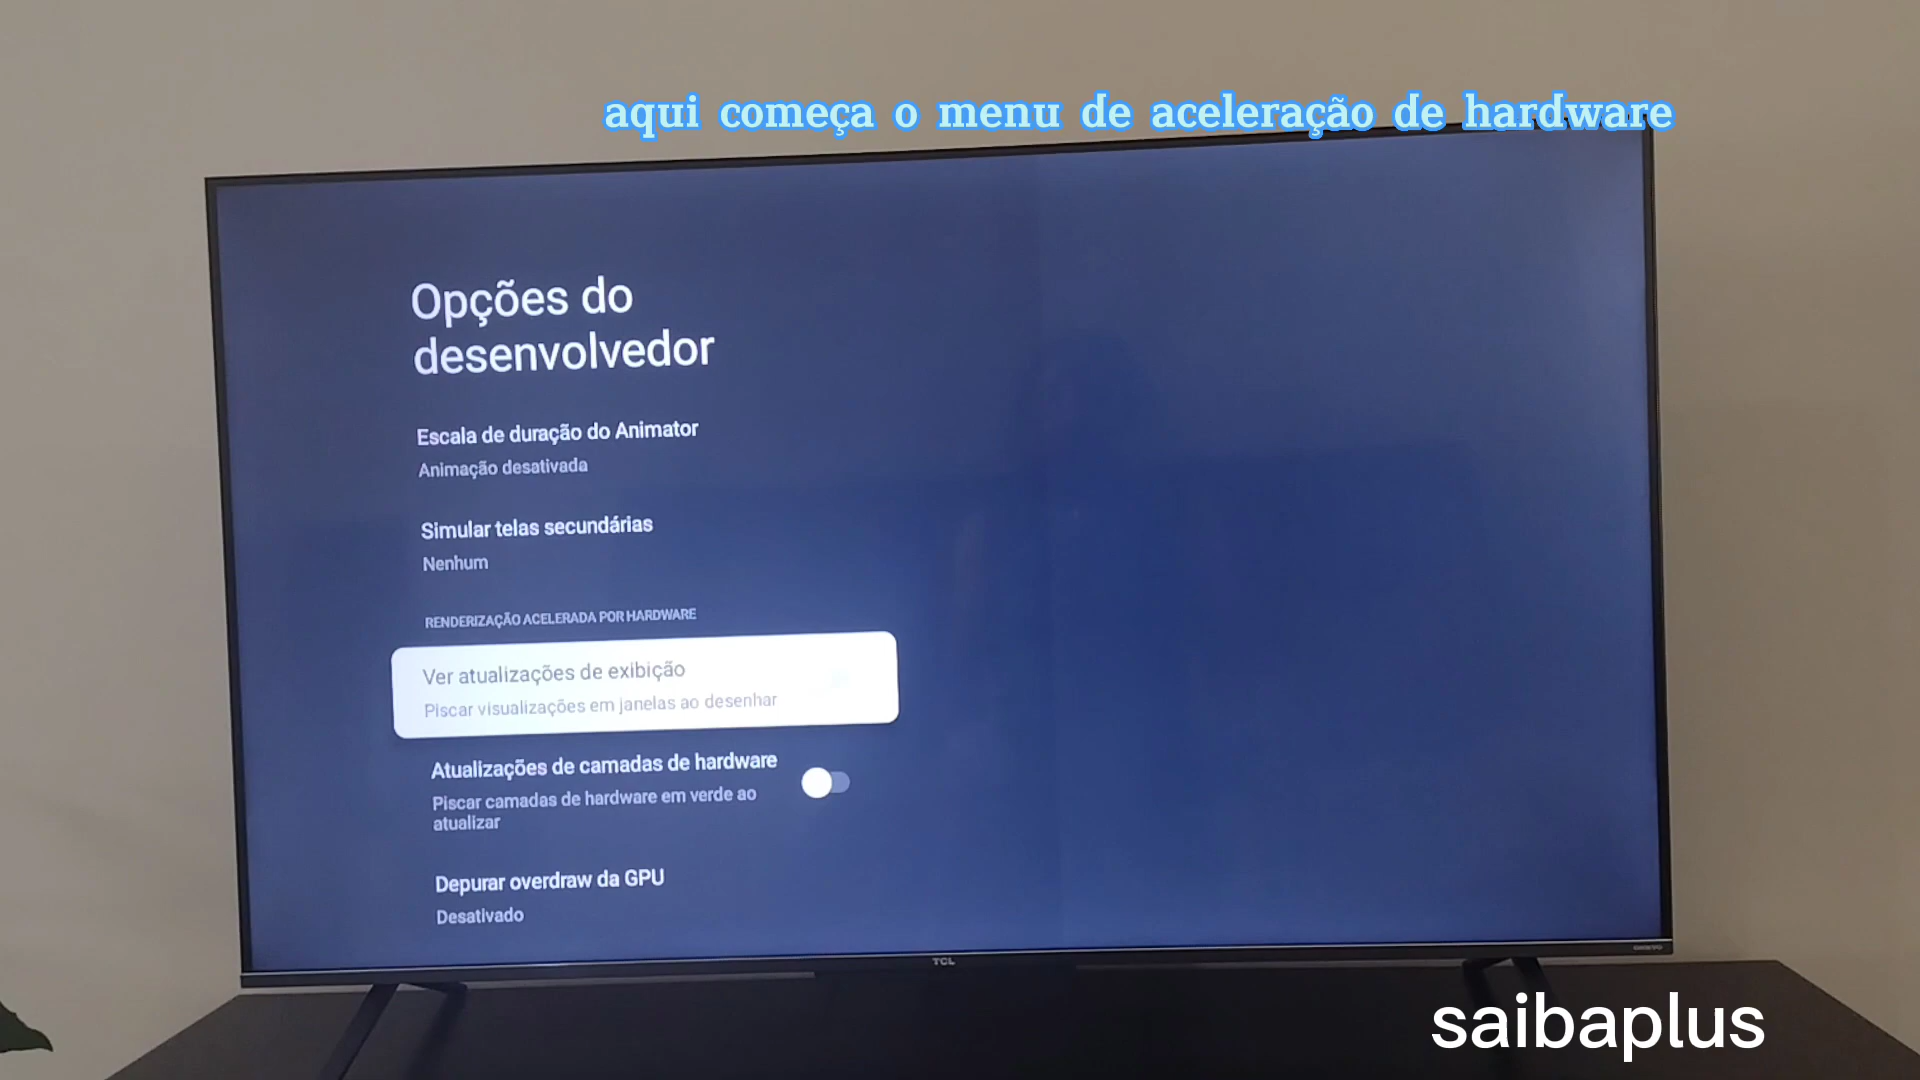 aqui começa o menu de aceleração de hardware
Opções do
desenvolvedor
Escala de duração do Animator
Animação desativada
Simular telas secundárias
Nenhum
RENDERIZAÇÃO ACELERADA POR HARDWARE
Ver atualizações de exibição
Piscar visualizações em janelas ao desenhar
Atualizações de camadas de hardware
Piscar camadas de hardware em verde ao
atualizar
Depurar overdraw da GPU
Desativado
TCL
ONKYO
saibaplus